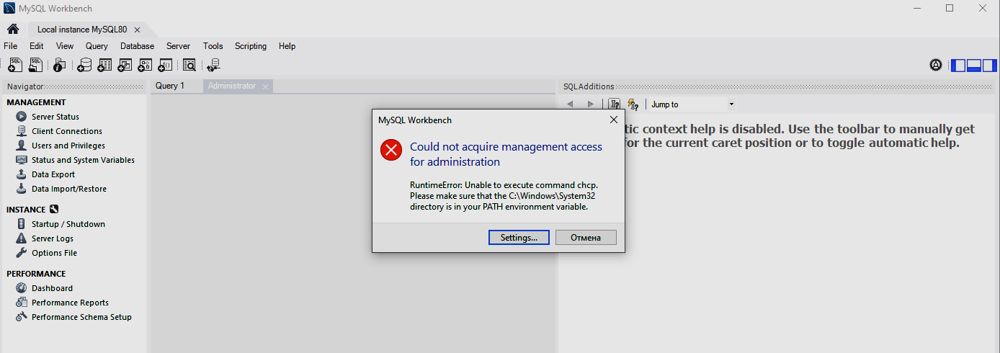 MySQL Workbench
Local instance MySQL80
File Edit View Query Database Server Tools Scripting Help
Navigator
MANAGEMENT
Server Status
Client Connections
Users and Privileges
Status and System Variables
Data Export
Data Import/Restore
INSTANCE
Startup / Shutdown
Server Logs
Options File
PERFORMANCE
Dashboard
Performance Reports
Performance Schema Setup
Query 1 Administrator
MySQL Workbench
Could not acquire management access
for administration
RuntimeError: Unable to execute command chcp.
Please make sure that the C:\Windows\System32
directory is in your PATH environment variable.
Settings... Отмена
SQLAdditions
Jump to
tic context help is disabled. Use the toolbar to manually get
for the current caret position or to toggle automatic help.